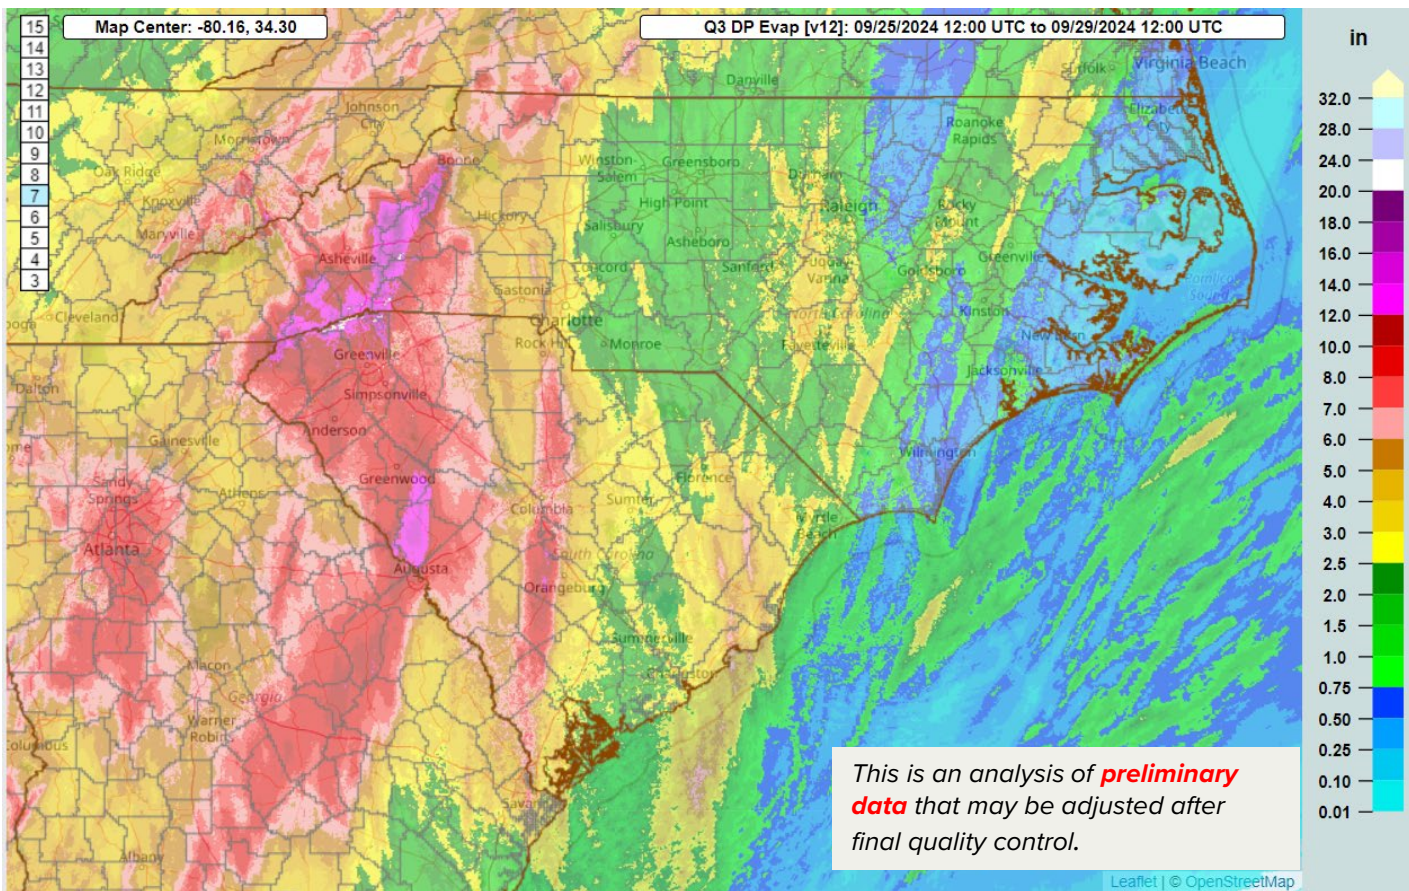 15
14
13
12
11
10
9
8
7
6
5
4
3
Map Center: -80.16, 34.30
Q3 DP Evap [v12]: 09/25/2024 12:00 UTC to 09/29/2024 12:00 UTC
in
32.0
28.0
24.0
20.0
18.0
16.0
14.0
12.0
10.0
8.0
7.0
6.0
5.0
4.0
3.0
2.5
2.0
1.5
1.0
0.75
0.50
0.25
0.10
0.01
Virginia Beach
Suffolk
Danville
Johnson
City
Elizabeth
City
Roanoke
Rapids
Morristown
Boone
Winston-
Salem
Greensboro
Oak Ridge
Durham
Knoxville
High Point
Raleigh
Rocky
Mount
Hickory
Salisbury
Maryville
Asheboro
Greenville
Asheville
Concord
Sanford
Fuquay-
Varina
Goldsboro
Pamlico
Sound
Gastonia
Kinston
North Carolina
Cleveland
Charlotte
New Bern
Rock Hill
Monroe
Fayetteville
Greenville
Jacksonville
Dalton
Simpsonville
Anderson
Gainesville
Wilmington
Greenwood
Florence
Sandy
Springs
Athens
Sumter
Columbia
Myrtle
Beach
Atlanta
South Carolina
Augusta
Orangeburg
Summerville
Macon
Charleston
Georgia
Warner
Robins
Columbus
Savannah
Albany
This is an analysis of preliminary
data that may be adjusted after
final quality control.
Leaflet | © OpenStreetMap